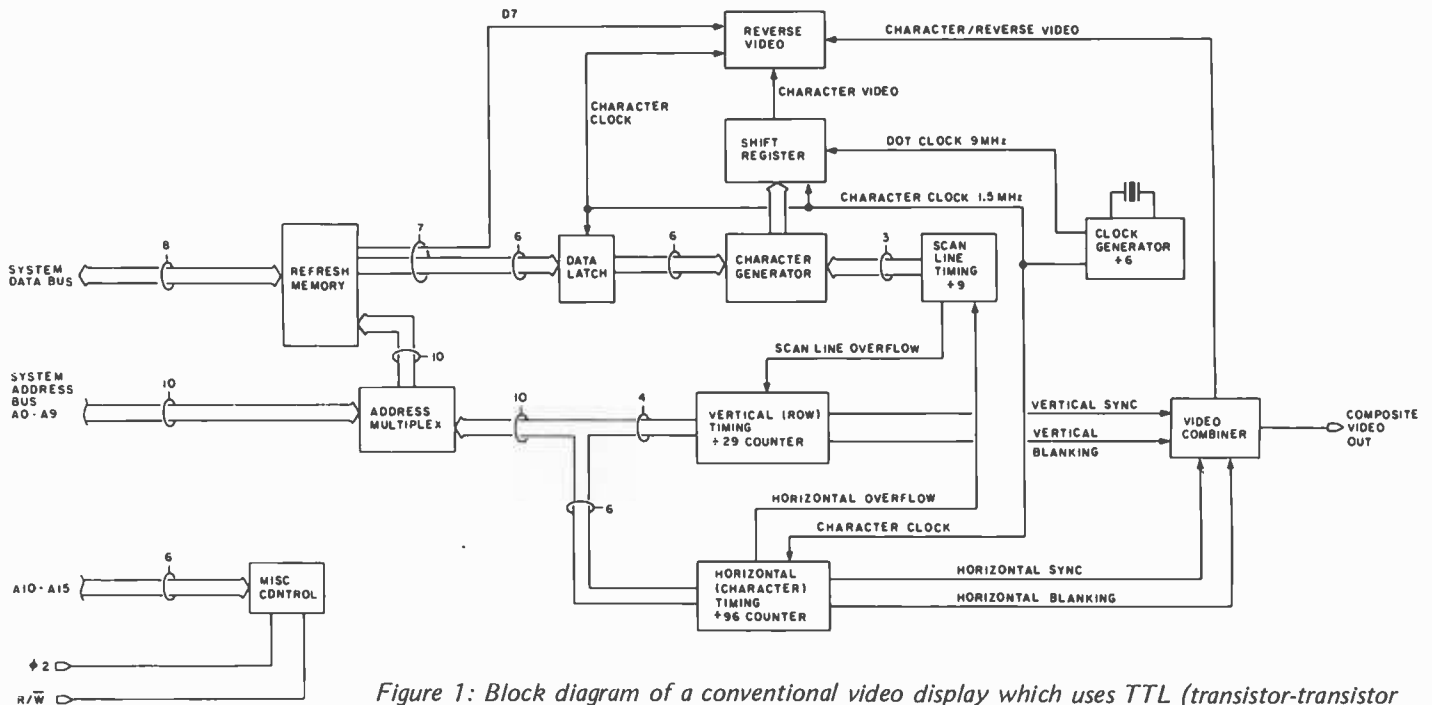 D7
REVERSE
VIDEO
CHARACTER/REVERSE VIDEO
CHARACTER VIDEO
CHARACTER
CLOCK
SHIFT
REGISTER
DOT CLOCK 9MHz
CHARACTER CLOCK 1.5MHz
CLOCK
GENERATOR
÷6
8
SYSTEM
DATA BUS
REFRESH
MEMORY
7
6
DATA
LATCH
6
CHARACTER
GENERATOR
3
SCAN
LINE
TIMING
÷9
10
SCAN LINE OVERFLOW
SYSTEM
ADDRESS
BUS
A0-A9
10
ADDRESS
MULTIPLEX
10
4
VERTICAL (ROW)
TIMING
÷29 COUNTER
VERTICAL SYNC
VERTICAL
BLANKING
VIDEO
COMBINER
COMPOSITE
VIDEO
OUT
6
HORIZONTAL OVERFLOW
CHARACTER CLOCK
HORIZONTAL
(CHARACTER)
TIMING
÷96 COUNTER
HORIZONTAL SYNC
HORIZONTAL BLANKING
A10-A15
6
MISC
CONTROL
ϕ2
R/W̅
Figure 1: Block diagram of a conventional video display which uses TTL (transistor-transistor